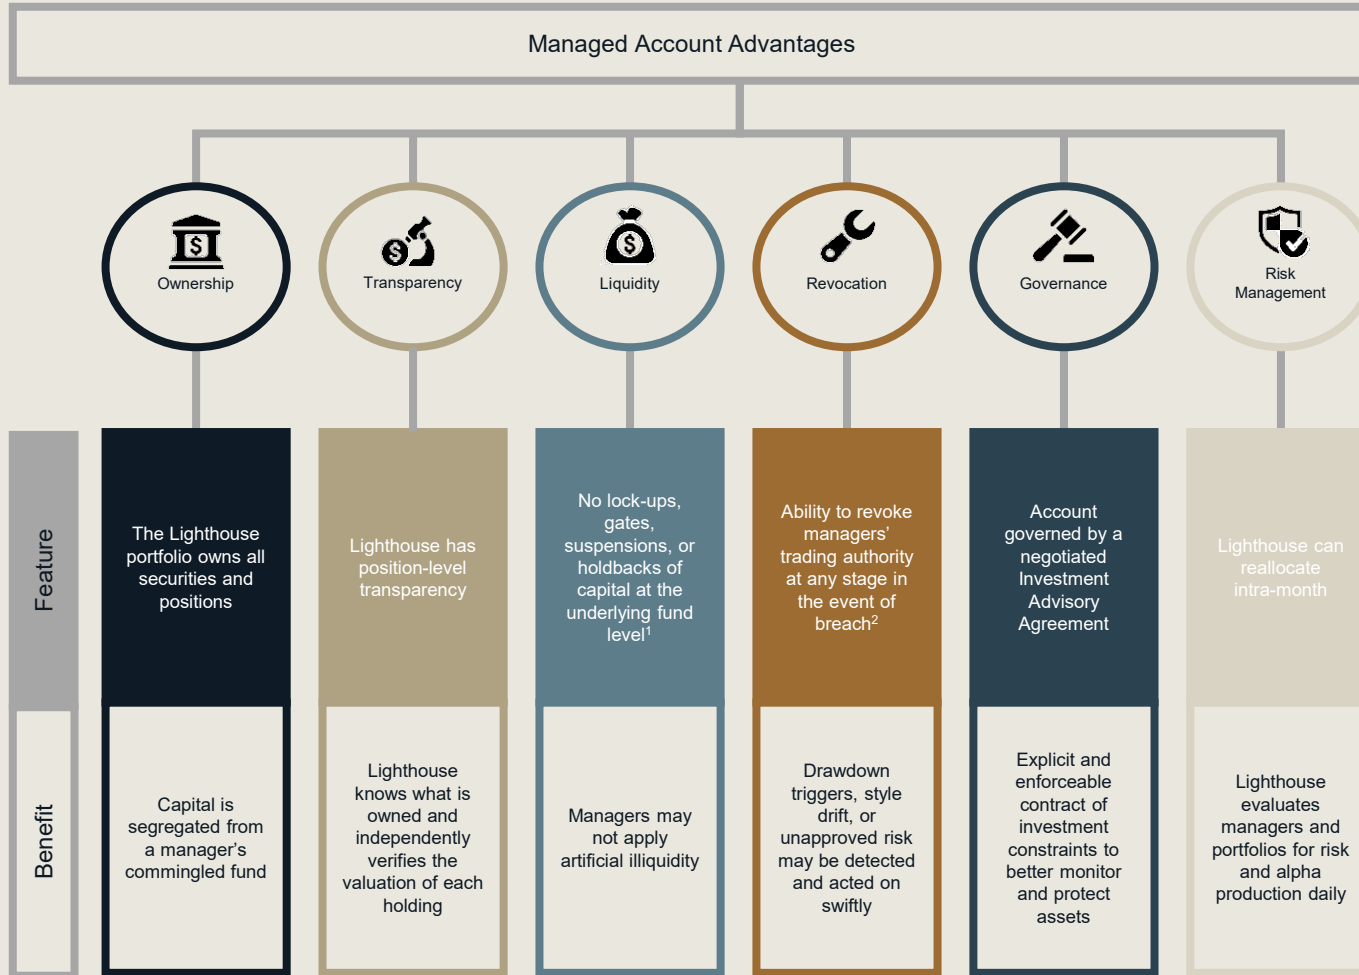 Managed Account Advantages
$
Ownership
$
Transparency
$
Liquidity
Revocation
Governance
Risk
Management
Feature
The Lighthouse
portfolio owns all
securities and
positions
Lighthouse has
position-level
transparency
No lock-ups,
gates,
suspensions, or
holdbacks of
capital at the
underlying fund
level¹
Ability to revoke
managers’
trading authority
at any stage in
the event of
breach²
Account
governed by a
negotiated
Investment
Advisory
Agreement
Lighthouse can
reallocate
intra-month
Benefit
Capital is
segregated from
a manager’s
commingled fund
Lighthouse
knows what is
owned and
independently
verifies the
valuation of each
holding
Managers may
not apply
artificial illiquidity
Drawdown
triggers, style
drift, or
unapproved risk
may be detected
and acted on
swiftly
Explicit and
enforceable
contract of
investment
constraints to
better monitor
and protect
assets
Lighthouse
evaluates
managers and
portfolios for risk
and alpha
production daily